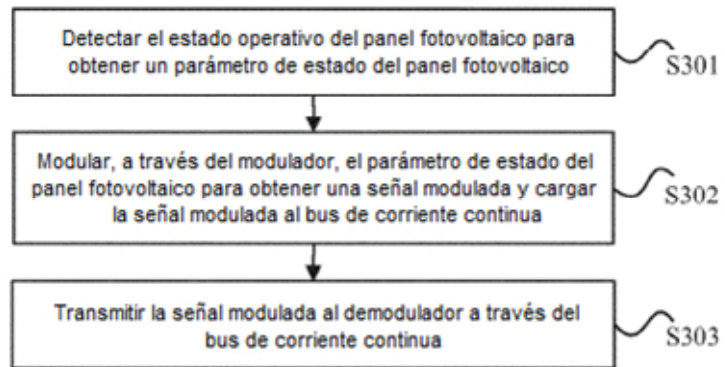 Detectar el estado operativo del panel fotovoltaico para
obtener un parámetro de estado del panel fotovoltaico
S301
Modular, a través del modulador, el parámetro de estado del
panel fotovoltaico para obtener una señal modulada y cargar
la señal modulada al bus de corriente continua
S302
Transmitir la señal modulada al demodulador a través del
bus de corriente continua
S303